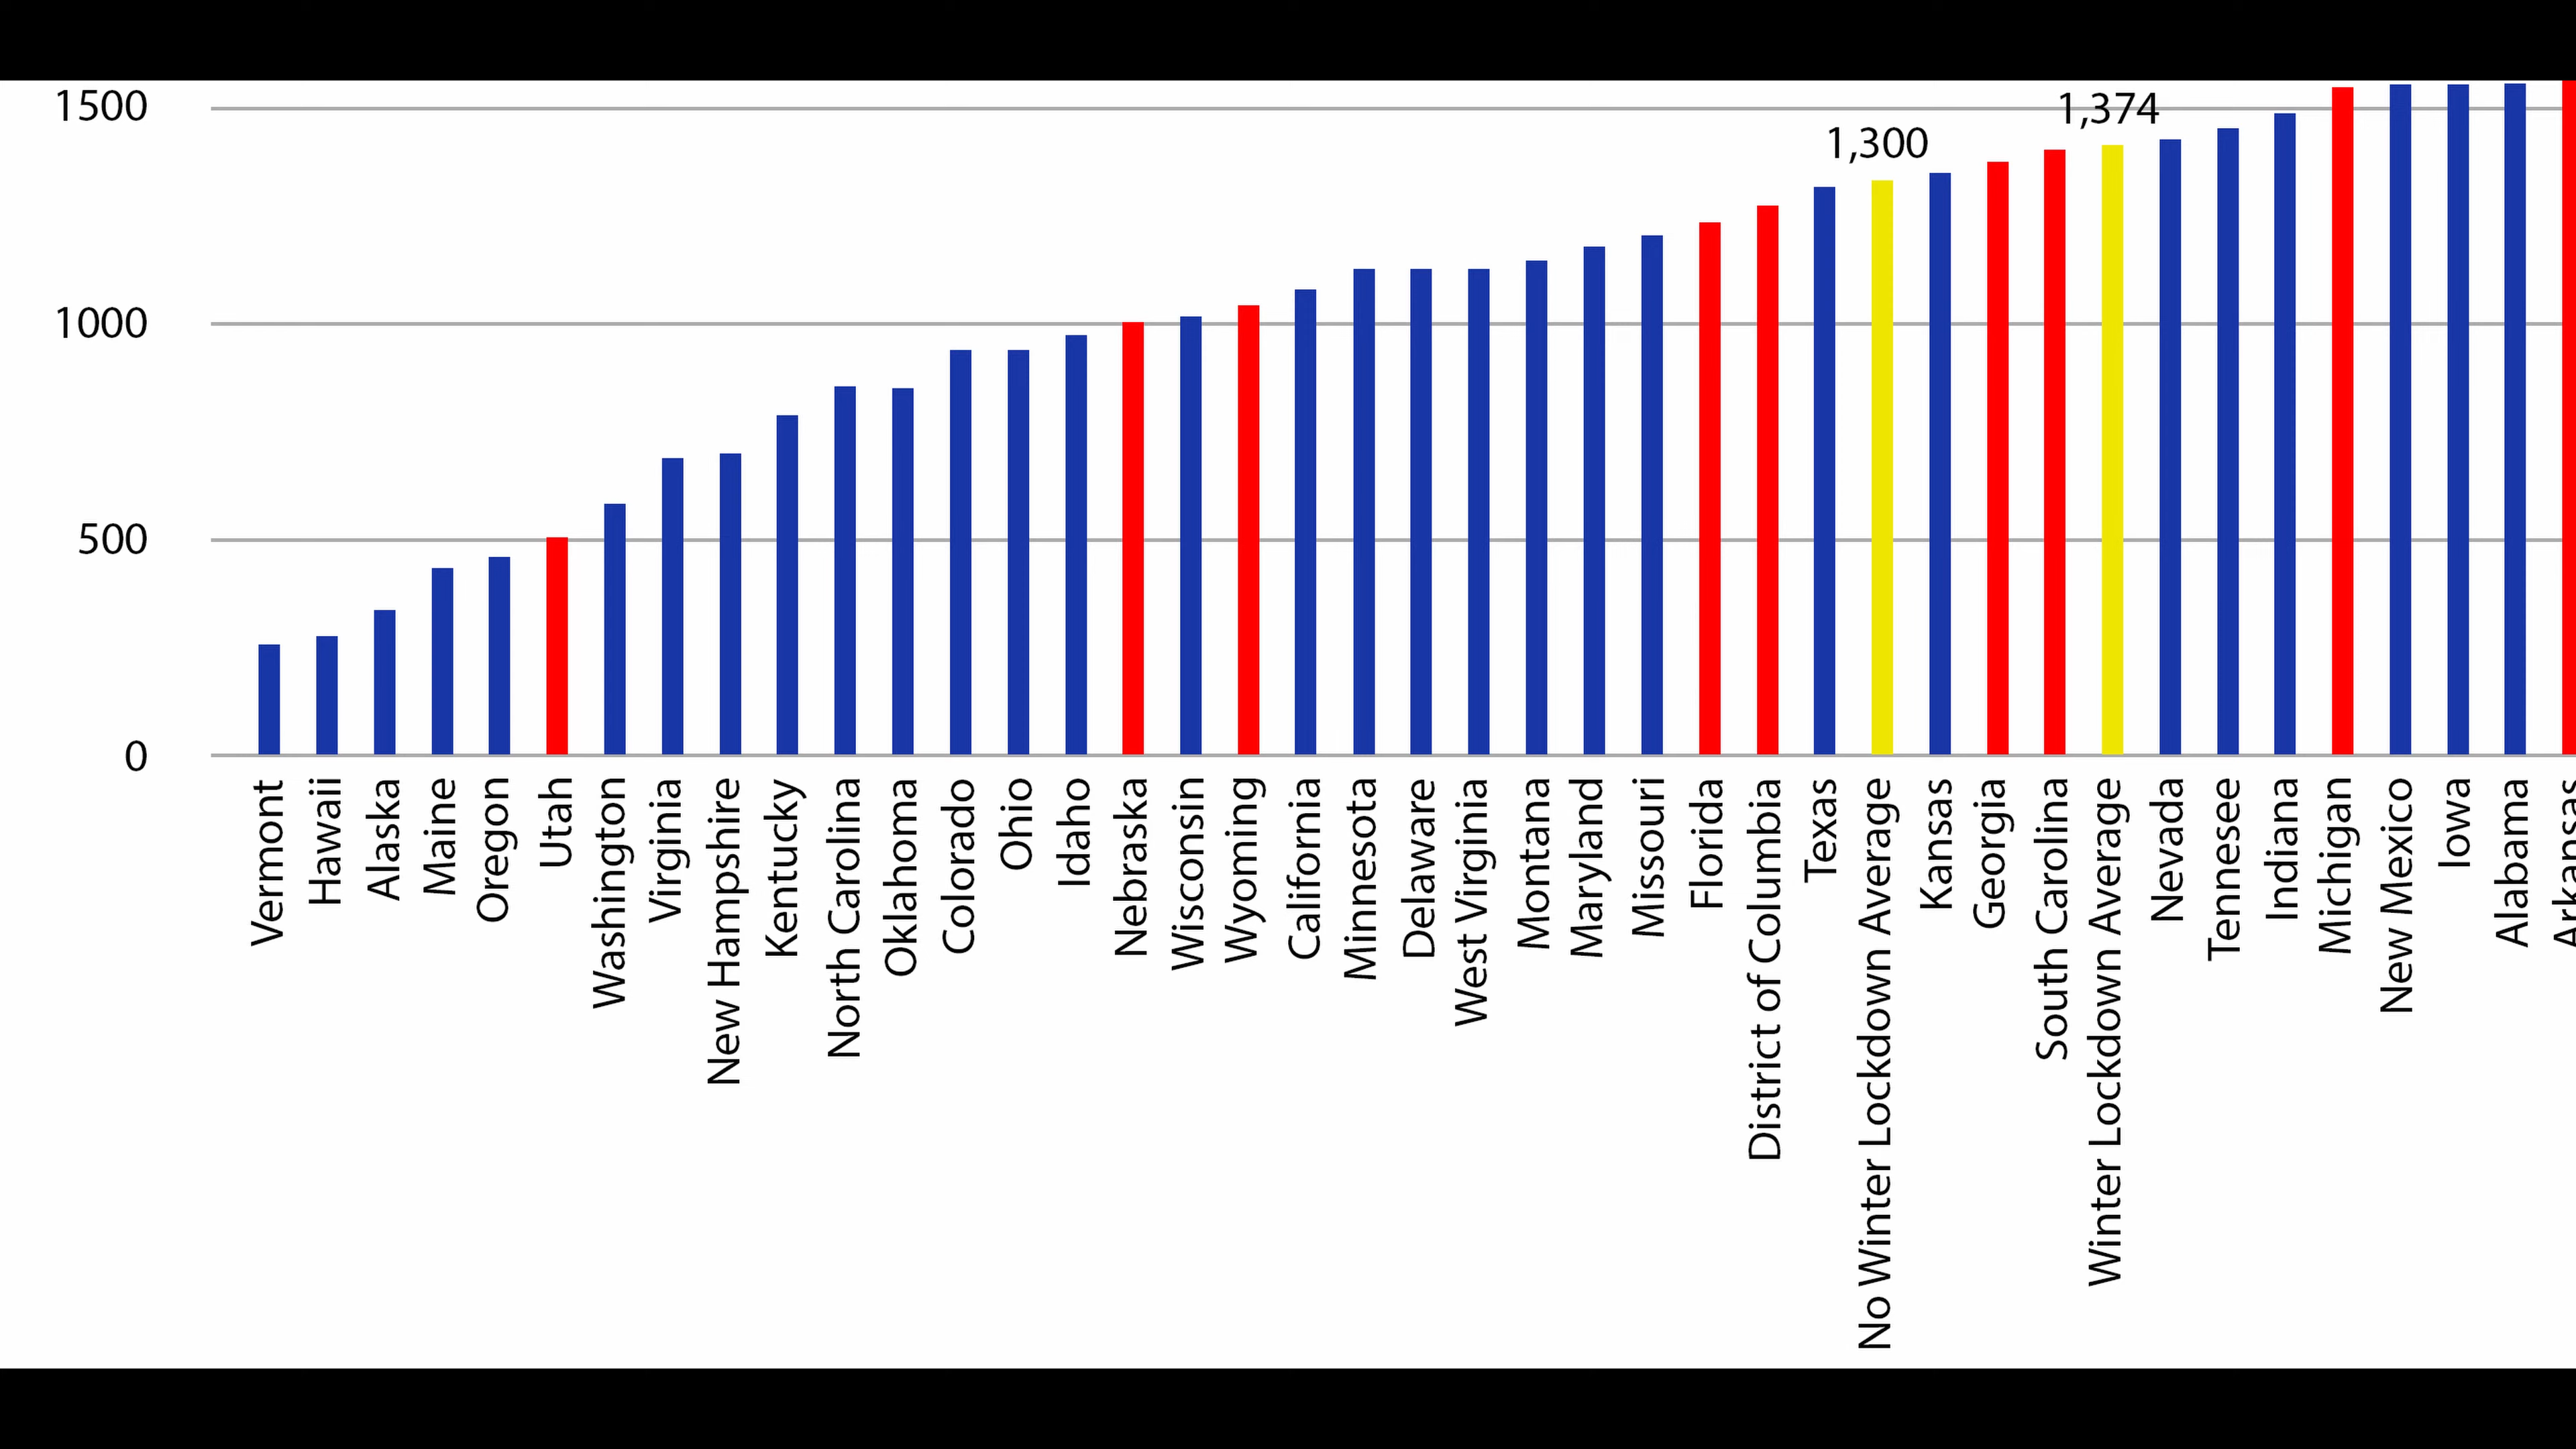 1500
1,374
1,300
1000
500
0
Vermont
Hawaii
Alaska
Maine
Oregon
Utah
Washington
Virginia
New Hampshire
Kentucky
North Carolina
Oklahoma
Colorado
Ohio
Idaho
Nebraska
Wisconsin
Wyoming
California
Minnesota
Delaware
West Virginia
Montana
Maryland
Missouri
Florida
District of Columbia
Texas
No Winter Lockdown Average
Kansas
Georgia
South Carolina
Winter Lockdown Average
Nevada
Tennesee
Indiana
Michigan
New Mexico
Iowa
Alabama
Arkansas